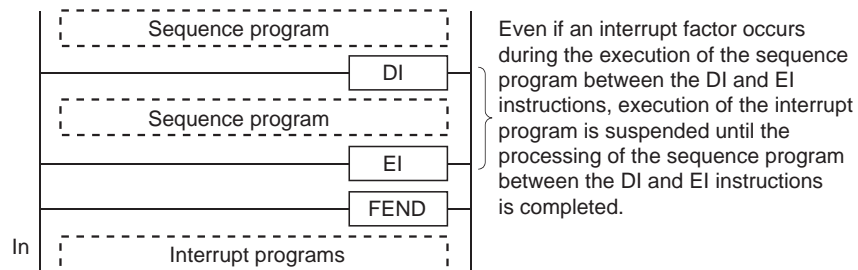 Sequence program
DI
Sequence program
EI
FEND
In
Interrupt programs
Even if an interrupt factor occurs
during the execution of the sequence
program between the DI and EI
instructions, execution of the interrupt
program is suspended until the
processing of the sequence program
between the DI and EI instructions
is completed.